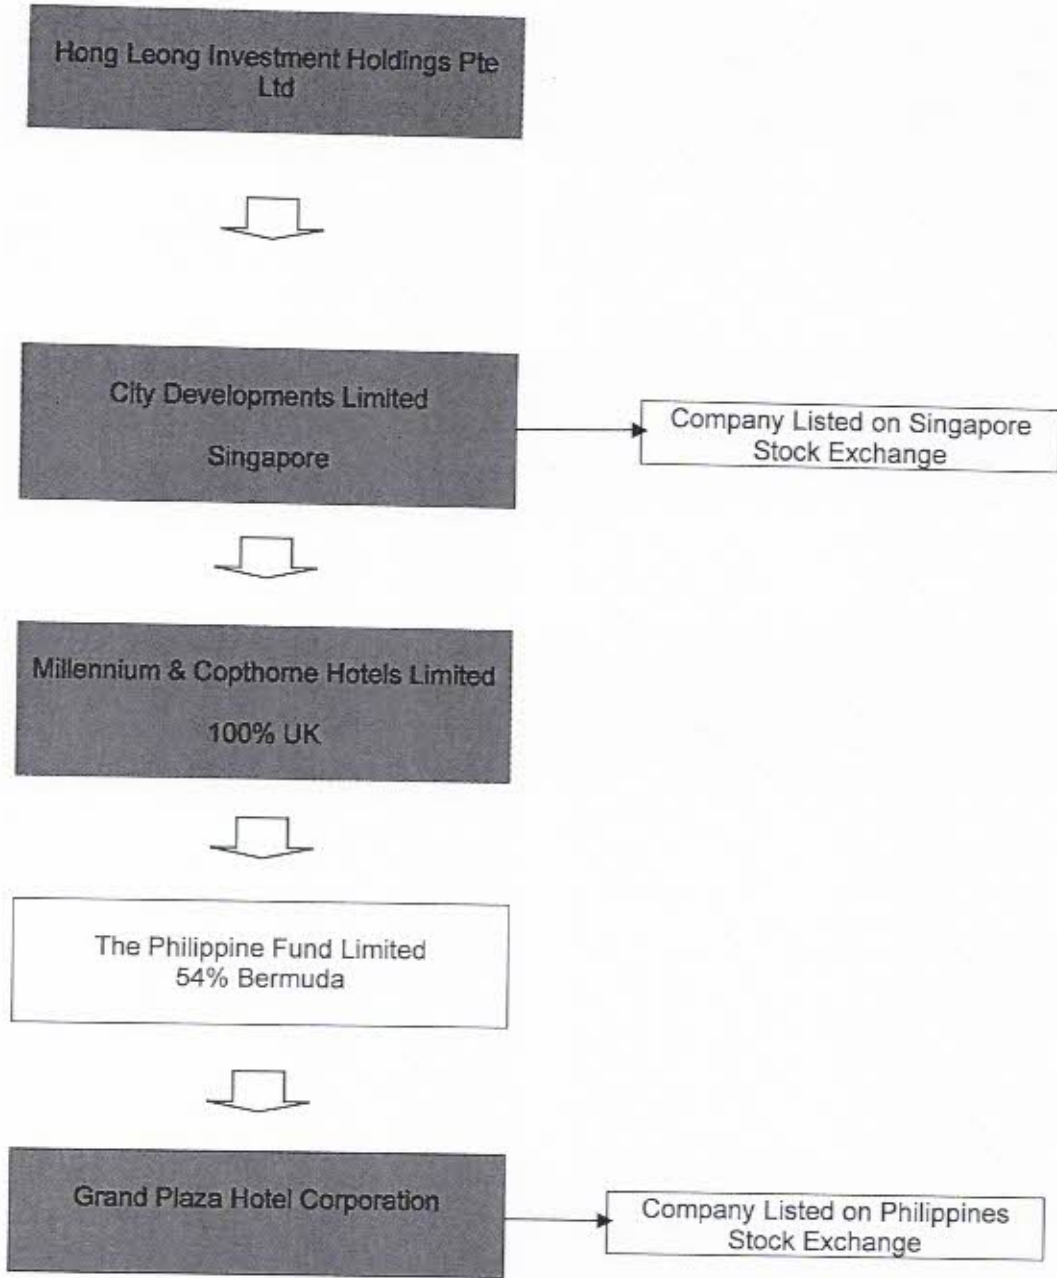 Hong Leong Investment Holdings Pte
Ltd
City Developments Limited
Singapore
Company Listed on Singapore
Stock Exchange
Millennium & Copthorne Hotels Limited
100% UK
The Philippine Fund Limited
54% Bermuda
Grand Plaza Hotel Corporation
Company Listed on Philippines
Stock Exchange